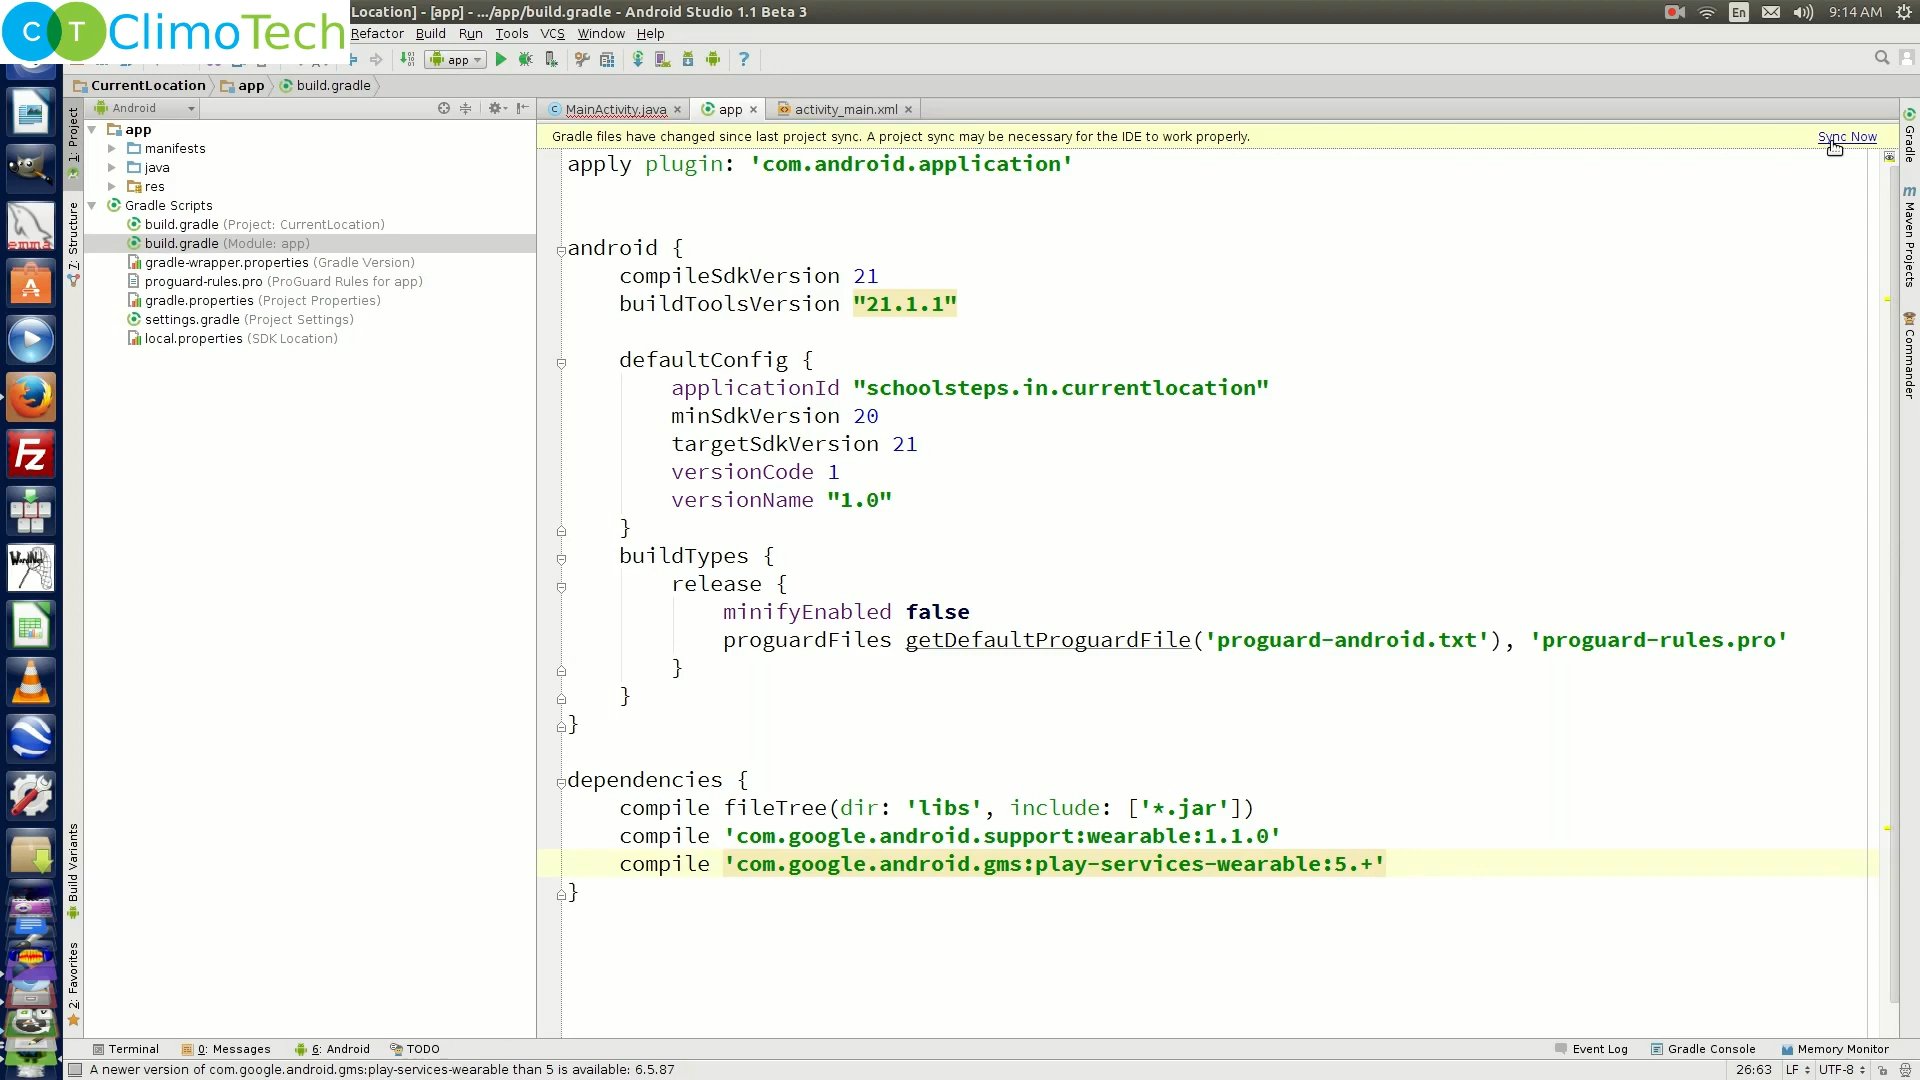 CT ClimoTech
Location] - [app] - .../app/build.gradle - Android Studio 1.1 Beta 3
En
9:14 AM
Refactor Build Run Tools VCS Window Help
app
?
CurrentLocation app build.gradle
1: Project
7: Structure
Build Variants
2: Favorites
Android
app
manifests
java
res
Gradle Scripts
build.gradle (Project: CurrentLocation)
build.gradle (Module: app)
gradle-wrapper.properties (Gradle Version)
proguard-rules.pro (ProGuard Rules for app)
gradle.properties (Project Properties)
settings.gradle (Project Settings)
local.properties (SDK Location)
MainActivity.java app activity_main.xml
Gradle files have changed since last project sync. A project sync may be necessary for the IDE to work properly. Sync Now
apply plugin: 'com.android.application'
android {
compileSdkVersion 21
buildToolsVersion "21.1.1"
defaultConfig {
applicationId "schoolsteps.in.currentlocation"
minSdkVersion 20
targetSdkVersion 21
versionCode 1
versionName "1.0"
}
buildTypes {
release {
minifyEnabled false
proguardFiles getDefaultProguardFile('proguard-android.txt'), 'proguard-rules.pro'
}
}
}
dependencies {
compile fileTree(dir: 'libs', include: ['*.jar'])
compile 'com.google.android.support:wearable:1.1.0'
compile 'com.google.android.gms:play-services-wearable:5.+'
}
Gradle
m Maven Projects
Commander
emma
Fz
WordNet
Terminal 0: Messages 6: Android TODO
Event Log Gradle Console Memory Monitor
A newer version of com.google.android.gms:play-services-wearable than 5 is available: 6.5.87
26:63 LF UTF-8